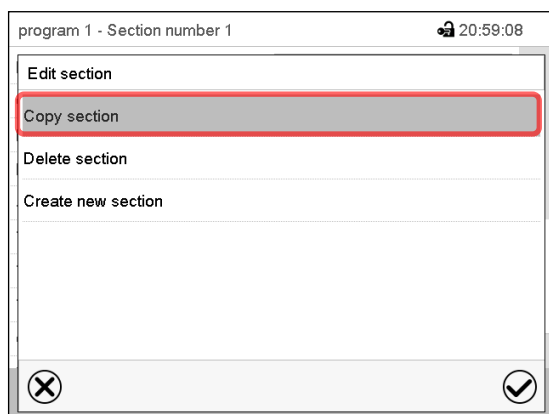 program 1 - Section number 1 20:59:08
Edit section
Copy section
Delete section
Create new section